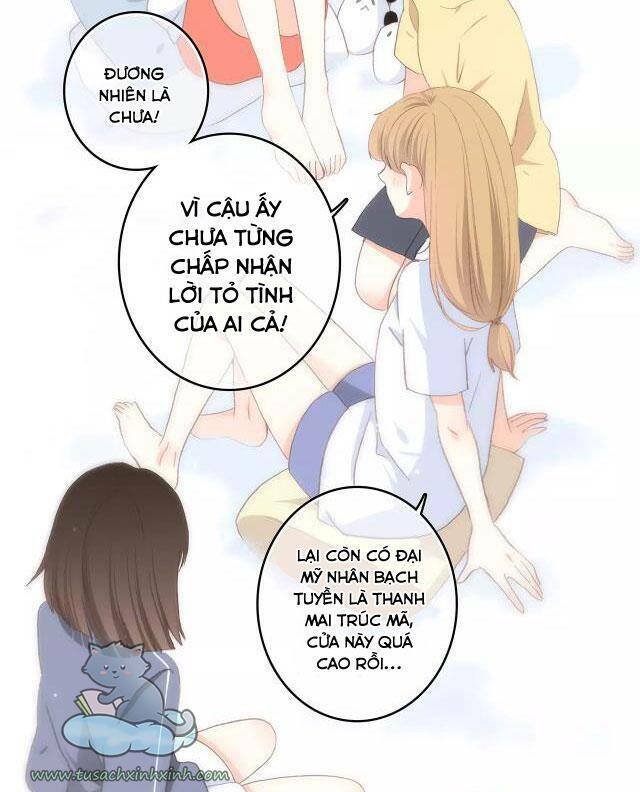 ĐƯƠNG
NHIÊN LÀ
CHƯA!
VÌ CẬU ẤY
CHƯA TỪNG
CHẤP NHẬN
LỜI TỎ TÌNH
CỦA AI CẢ!
LẠI CÒN CÓ ĐẠI
MỸ NHÂN BẠCH
TUYỀN LÀ THANH
MAI TRÚC MÃ,
CỬA NÀY QUÁ
CAO RỒI...
www.tusachxinhxinh.com